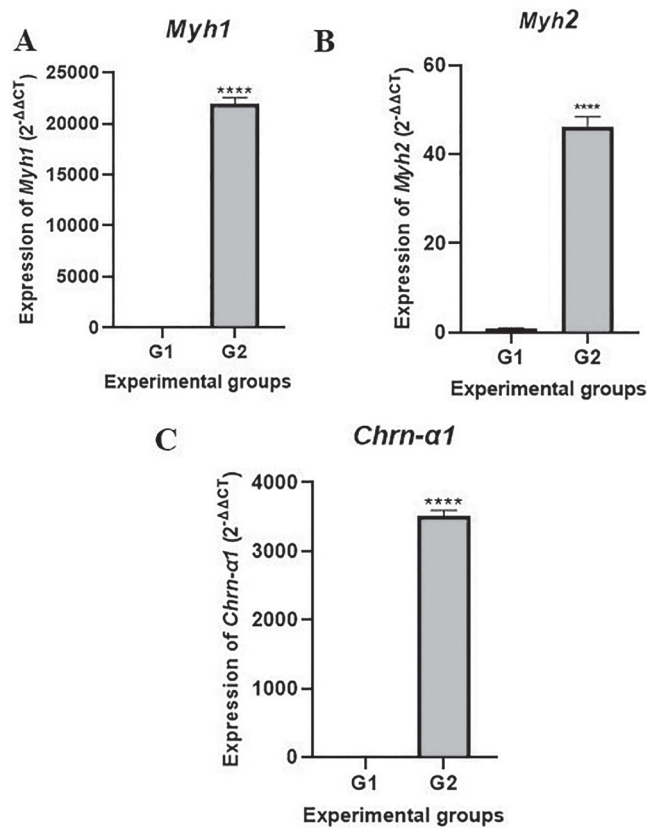 A
Myh1
Expression of Myh1 (2-ΔΔCT)
25000
20000
15000
10000
5000
0
****
G1 G2
Experimental groups
B
Myh2
Expression of Myh2 (2-ΔΔCT)
60
40
20
0
****
G1 G2
Experimental groups
C
Chrn-α1
Expression of Chrn-α1 (2-ΔΔCT)
4000
3000
2000
1000
0
****
G1 G2
Experimental groups